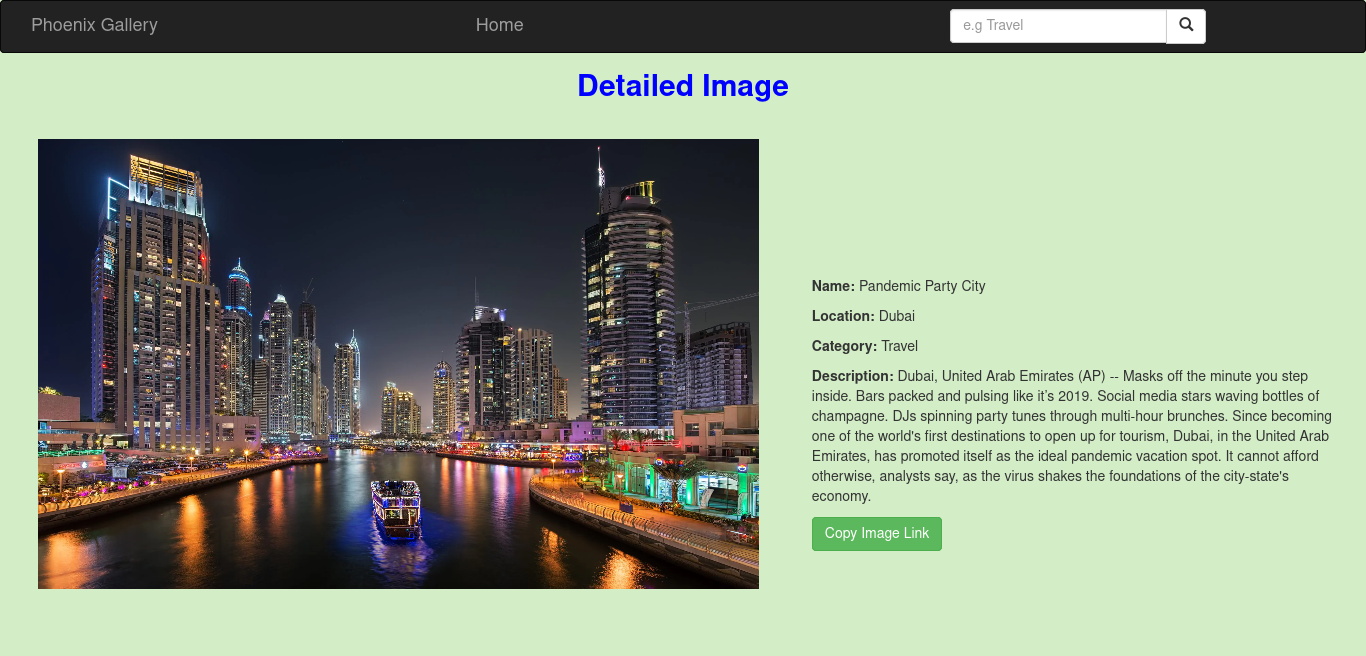 Phoenix Gallery
Home
e.g Travel
Detailed Image
Name: Pandemic Party City
Location: Dubai
Category: Travel
Description: Dubai, United Arab Emirates (AP) -- Masks off the minute you step
inside. Bars packed and pulsing like it’s 2019. Social media stars waving bottles of
champagne. DJs spinning party tunes through multi-hour brunches. Since becoming
one of the world's first destinations to open up for tourism, Dubai, in the United Arab
Emirates, has promoted itself as the ideal pandemic vacation spot. It cannot afford
otherwise, analysts say, as the virus shakes the foundations of the city-state's
economy.
Copy Image Link